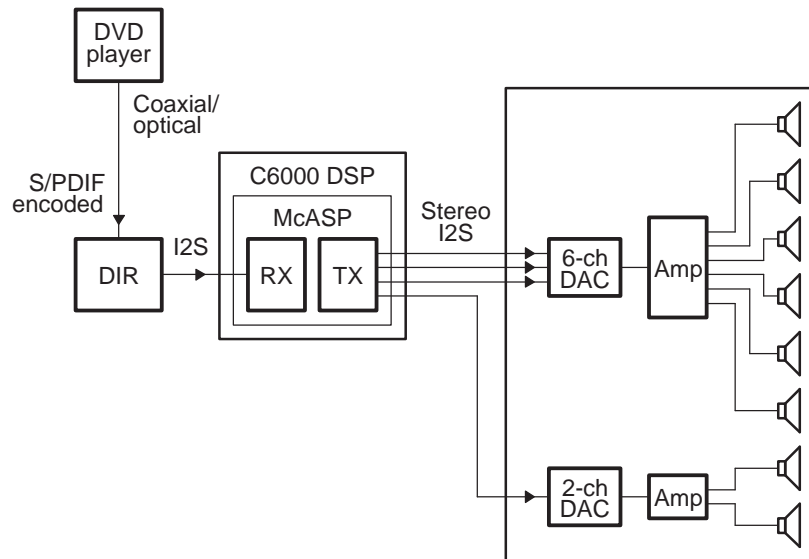 DVD
player
Coaxial/
optical
S/PDIF
encoded
DIR
I2S
C6000 DSP
McASP
RX
TX
Stereo
I2S
6-ch
DAC
Amp
2-ch
DAC
Amp